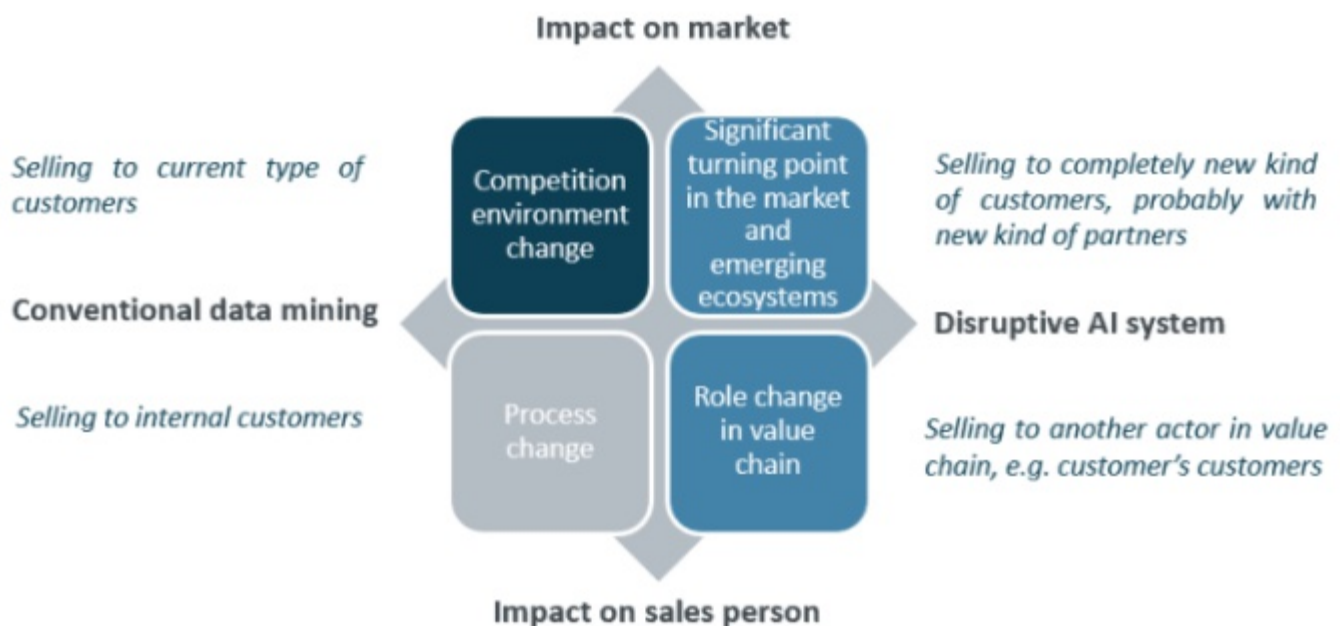 Impact on market
Selling to current type of
customers
Competition
environment
change
Significant
turning point
in the market
and
emerging
ecosystems
Selling to completely new kind
of customers, probably with
new kind of partners
Conventional data mining
Disruptive AI system
Selling to internal customers
Process
change
Role change
in value
chain
Selling to another actor in value
chain, e.g. customer's customers
Impact on sales person